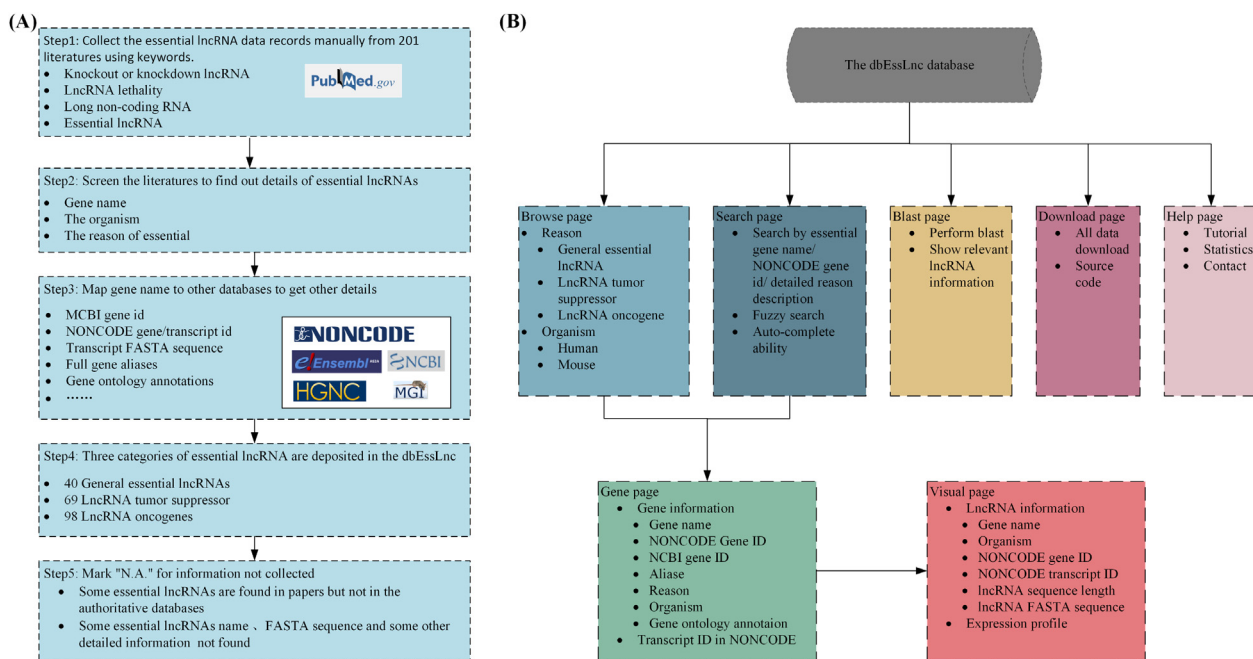 (A)
Step1: Collect the essential lncRNA data records manually from 201
literatures using keywords.
• Knockout or knockdown lncRNA
• LncRNA lethality
• Long non-coding RNA
• Essential lncRNA
PubMed.gov
Step2: Screen the literatures to find out details of essential lncRNAs
• Gene name
• The organism
• The reason of essential
Step3: Map gene name to other databases to get other details
• MCBI gene id
• NONCODE gene/transcript id
• Transcript FASTA sequence
• Full gene aliases
• Gene ontology annotations
• ……
NONCODE
e!Ensembl
NCBI
HGNC
MGI
Step4: Three categories of essential lncRNA are deposited in the dbEssLnc
• 40 General essential lncRNAs
• 69 LncRNA tumor suppressor
• 98 LncRNA oncogenes
Step5: Mark "N.A." for information not collected
• Some essential lncRNAs are found in papers but not in the
authoritative databases
• Some essential lncRNAs name 、FASTA sequence and some other
detailed information not found
(B)
The dbEssLnc database
Browse page
• Reason
• General essential
lncRNA
• LncRNA tumor
suppressor
• LncRNA oncogene
• Organism
• Human
• Mouse
Search page
• Search by essential
gene name/
NONCODE gene
id/ detailed reason
description
• Fuzzy search
• Auto-complete
ability
Blast page
• Perform blast
• Show relevant
lncRNA
information
Download page
• All data
download
• Source
code
Help page
• Tutorial
• Statistics
• Contact
Gene page
• Gene information
• Gene name
• NONCODE Gene ID
• NCBI gene ID
• Aliase
• Reason
• Organism
• Gene ontology annotaion
• Transcript ID in NONCODE
Visual page
• LncRNA information
• Gene name
• Organism
• NONCODE gene ID
• NONCODE transcript ID
• lncRNA sequence length
• lncRNA FASTA sequence
• Expression profile